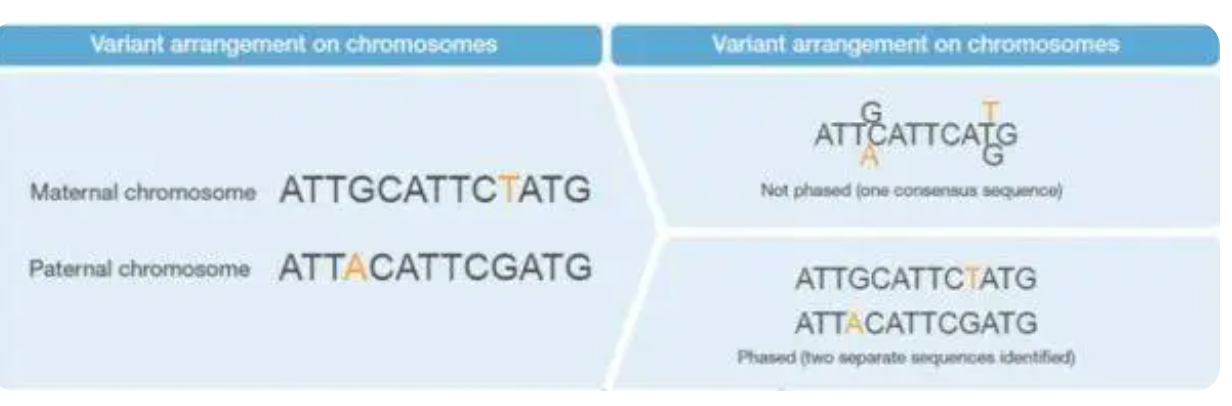 Variant arrangement on chromosomes
Maternal chromosome ATTGCATTCTATG
Paternal chromosome ATTACATTCGATG
Variant arrangement on chromosomes
G T
ATTCATTCATG
A G
Not phased (one consensus sequence)
ATTGCATTCTATG
ATTACATTCGATG
Phased (two separate sequences identified)